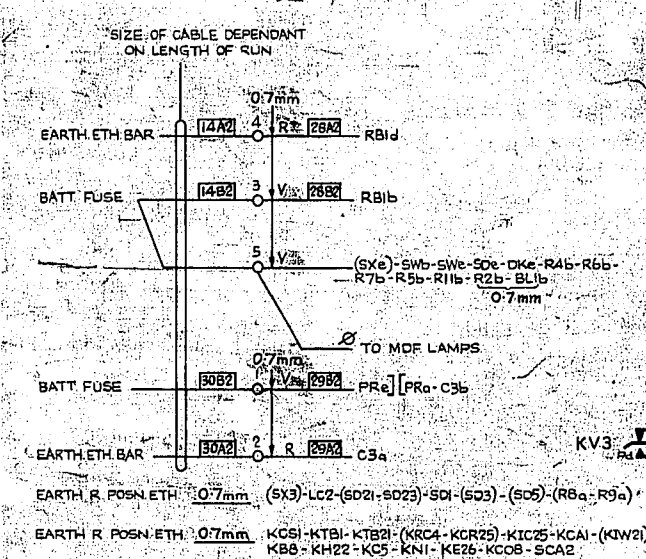 SIZE OF CABLE DEPENDANT
ON LENGTH OF RUN
0.7mm
EARTH. ETH. BAR 14A2 4 R 28A2 RB1d
BATT. FUSE 14B2 3 V 28B2 RB1b
5 V (SXe)-SWb-SWe-SDe-DKe-R4b-R6b-
R7b-R5b-R11b-R2b-BL1b
0.7mm
TO MDF LAMPS
0.7mm
BATT FUSE 30B2 1 V 29B2 PRe][PRa-C3b
KV3
EARTH ETH. BAR 30A2 2 R 29A2 C3a
EARTH R POSN. ETH 0.7mm (SX3)-LC2-(SD21-SD23)-SD1-(SD3)-(SD5)-(R8a-R9a)
EARTH R POSN ETH. 0.7mm KCS1-KTB1-KTB21-(KRC4-KCR25)-KIC25-KCA1-(KIW21)
KB8-KH22-KC5-KN1-KE26-KCO8-SCAE